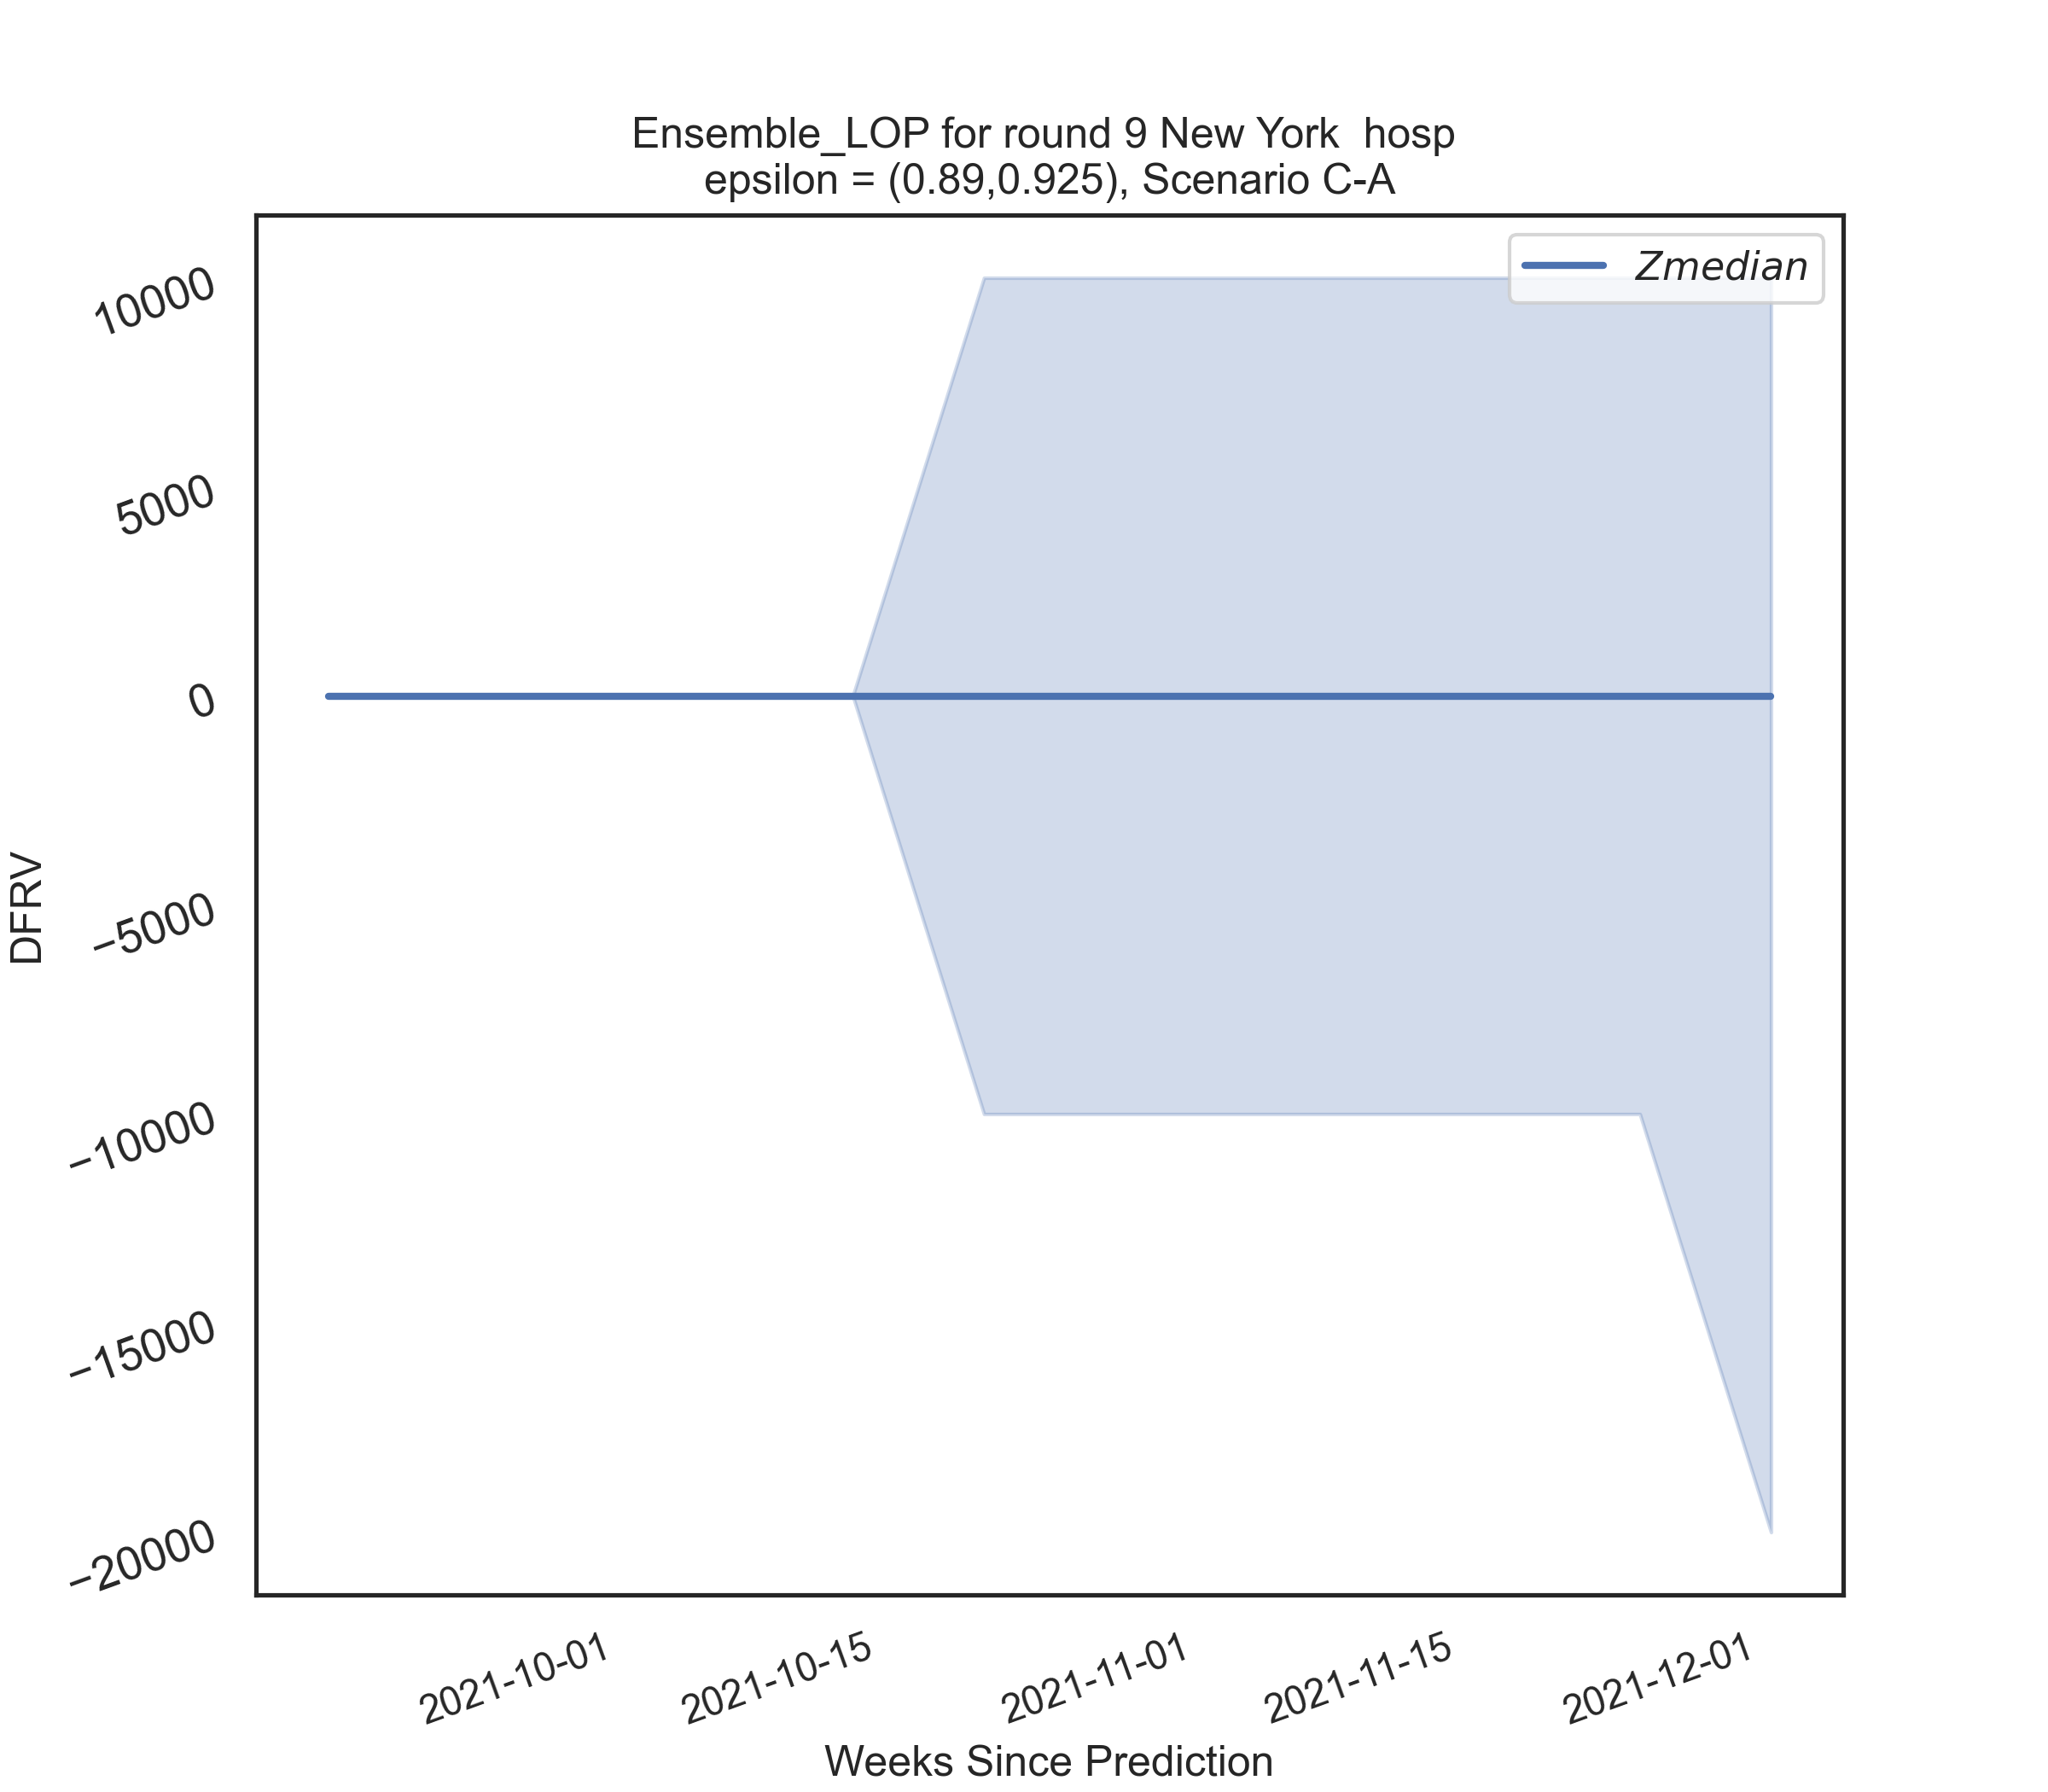 Ensemble_LOP for round 9 New York  hosp
epsilon = (0.89,0.925), Scenario C-A
Zmedian
10000
5000
0
−5000
−10000
−15000
−20000
DFRV
2021-10-01
2021-10-15
2021-11-01
2021-11-15
2021-12-01
Weeks Since Prediction